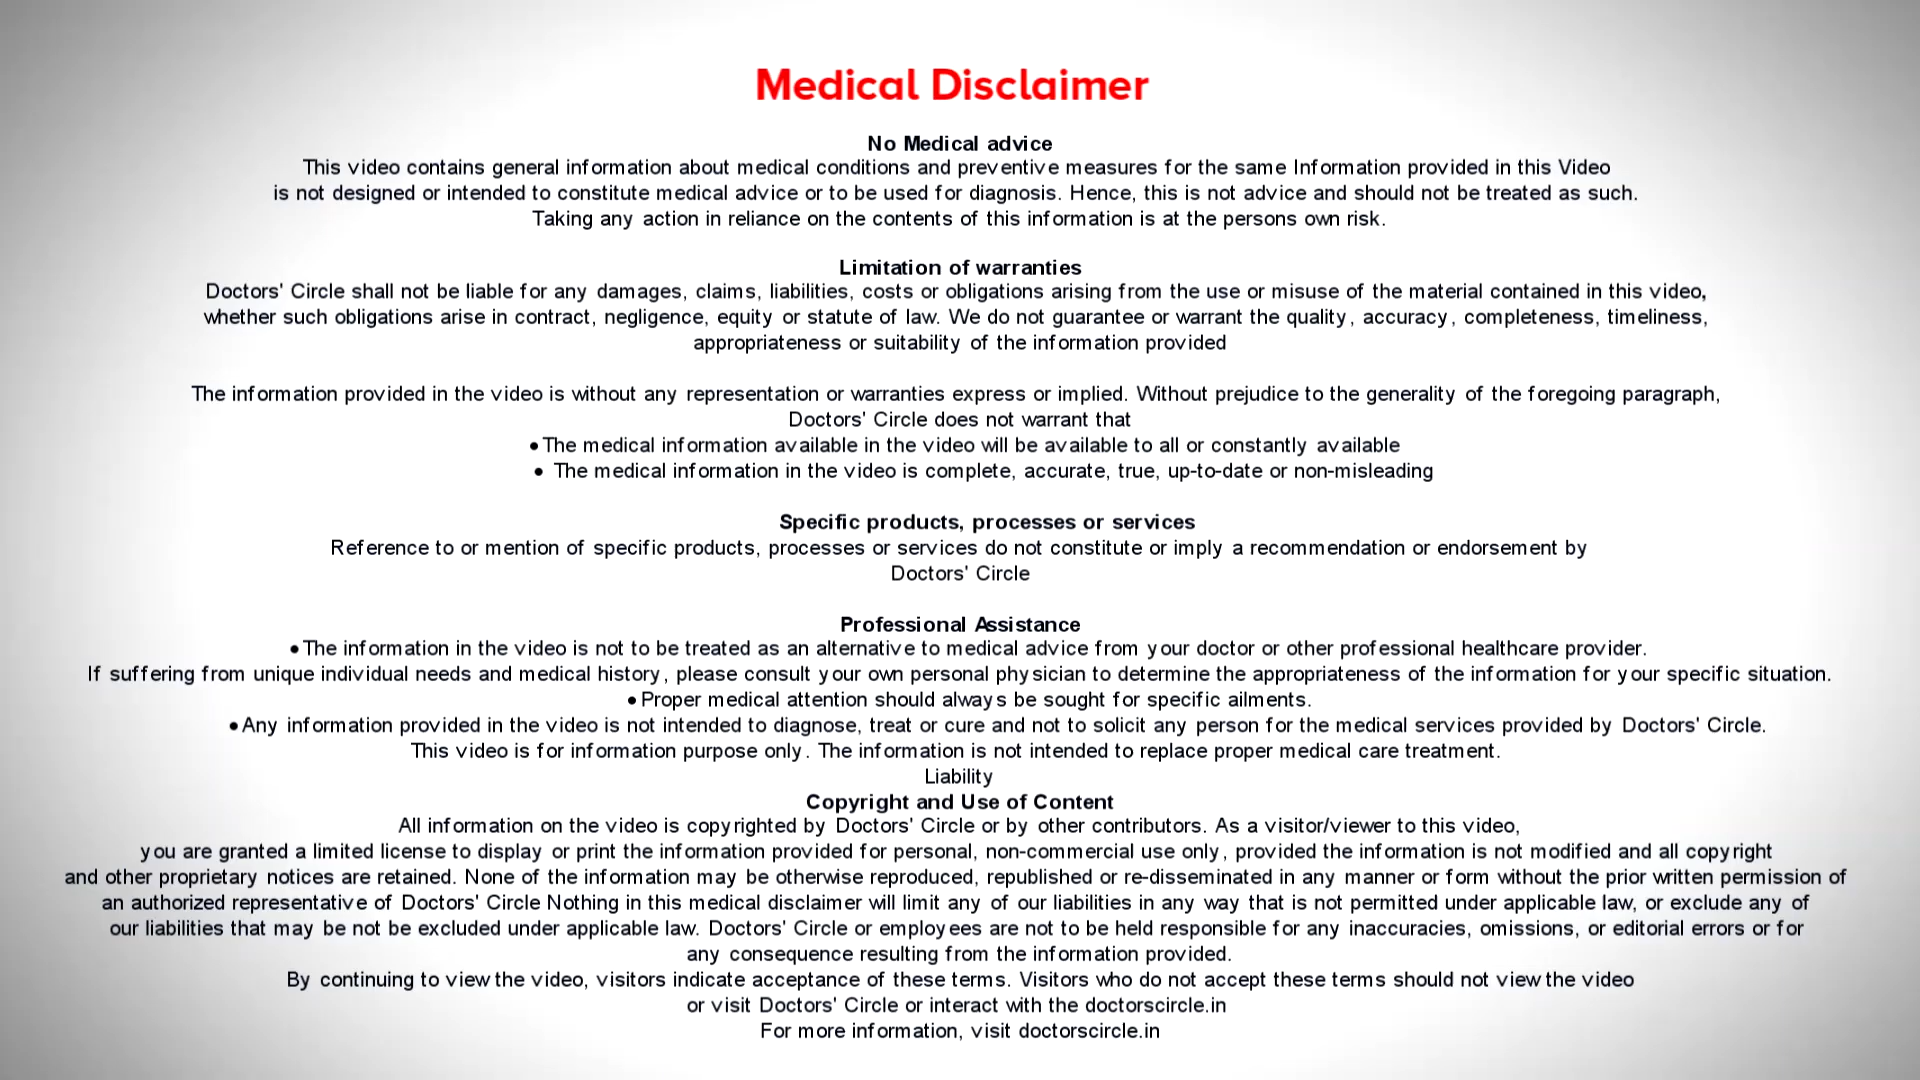 Medical Disclaimer
No Medical advice
This video contains general information about medical conditions and preventive measures for the same Information provided in this Video
is not designed or intended to constitute medical advice or to be used for diagnosis. Hence, this is not advice and should not be treated as such.
Taking any action in reliance on the contents of this information is at the persons own risk.
Limitation of warranties
Doctors' Circle shall not be liable for any damages, claims, liabilities, costs or obligations arising from the use or misuse of the material contained in this video,
whether such obligations arise in contract, negligence, equity or statute of law. We do not guarantee or warrant the quality, accuracy, completeness, timeliness,
appropriateness or suitability of the information provided
The information provided in the video is without any representation or warranties express or implied. Without prejudice to the generality of the foregoing paragraph,
Doctors' Circle does not warrant that
•The medical information available in the video will be available to all or constantly available
• The medical information in the video is complete, accurate, true, up-to-date or non-misleading
Specific products, processes or services
Reference to or mention of specific products, processes or services do not constitute or imply a recommendation or endorsement by
Doctors' Circle
Professional Assistance
•The information in the video is not to be treated as an alternative to medical advice from your doctor or other professional healthcare provider.
If suffering from unique individual needs and medical history, please consult your own personal physician to determine the appropriateness of the information for your specific situation.
•Proper medical attention should always be sought for specific ailments.
•Any information provided in the video is not intended to diagnose, treat or cure and not to solicit any person for the medical services provided by Doctors' Circle.
This video is for information purpose only. The information is not intended to replace proper medical care treatment.
Liability
Copyright and Use of Content
All information on the video is copyrighted by Doctors' Circle or by other contributors. As a visitor/viewer to this video,
you are granted a limited license to display or print the information provided for personal, non-commercial use only, provided the information is not modified and all copyright
and other proprietary notices are retained. None of the information may be otherwise reproduced, republished or re-disseminated in any manner or form without the prior written permission of
an authorized representative of Doctors' Circle Nothing in this medical disclaimer will limit any of our liabilities in any way that is not permitted under applicable law, or exclude any of
our liabilities that may be not be excluded under applicable law. Doctors' Circle or employees are not to be held responsible for any inaccuracies, omissions, or editorial errors or for
any consequence resulting from the information provided.
By continuing to view the video, visitors indicate acceptance of these terms. Visitors who do not accept these terms should not view the video
or visit Doctors' Circle or interact with the doctorscircle.in
For more information, visit doctorscircle.in